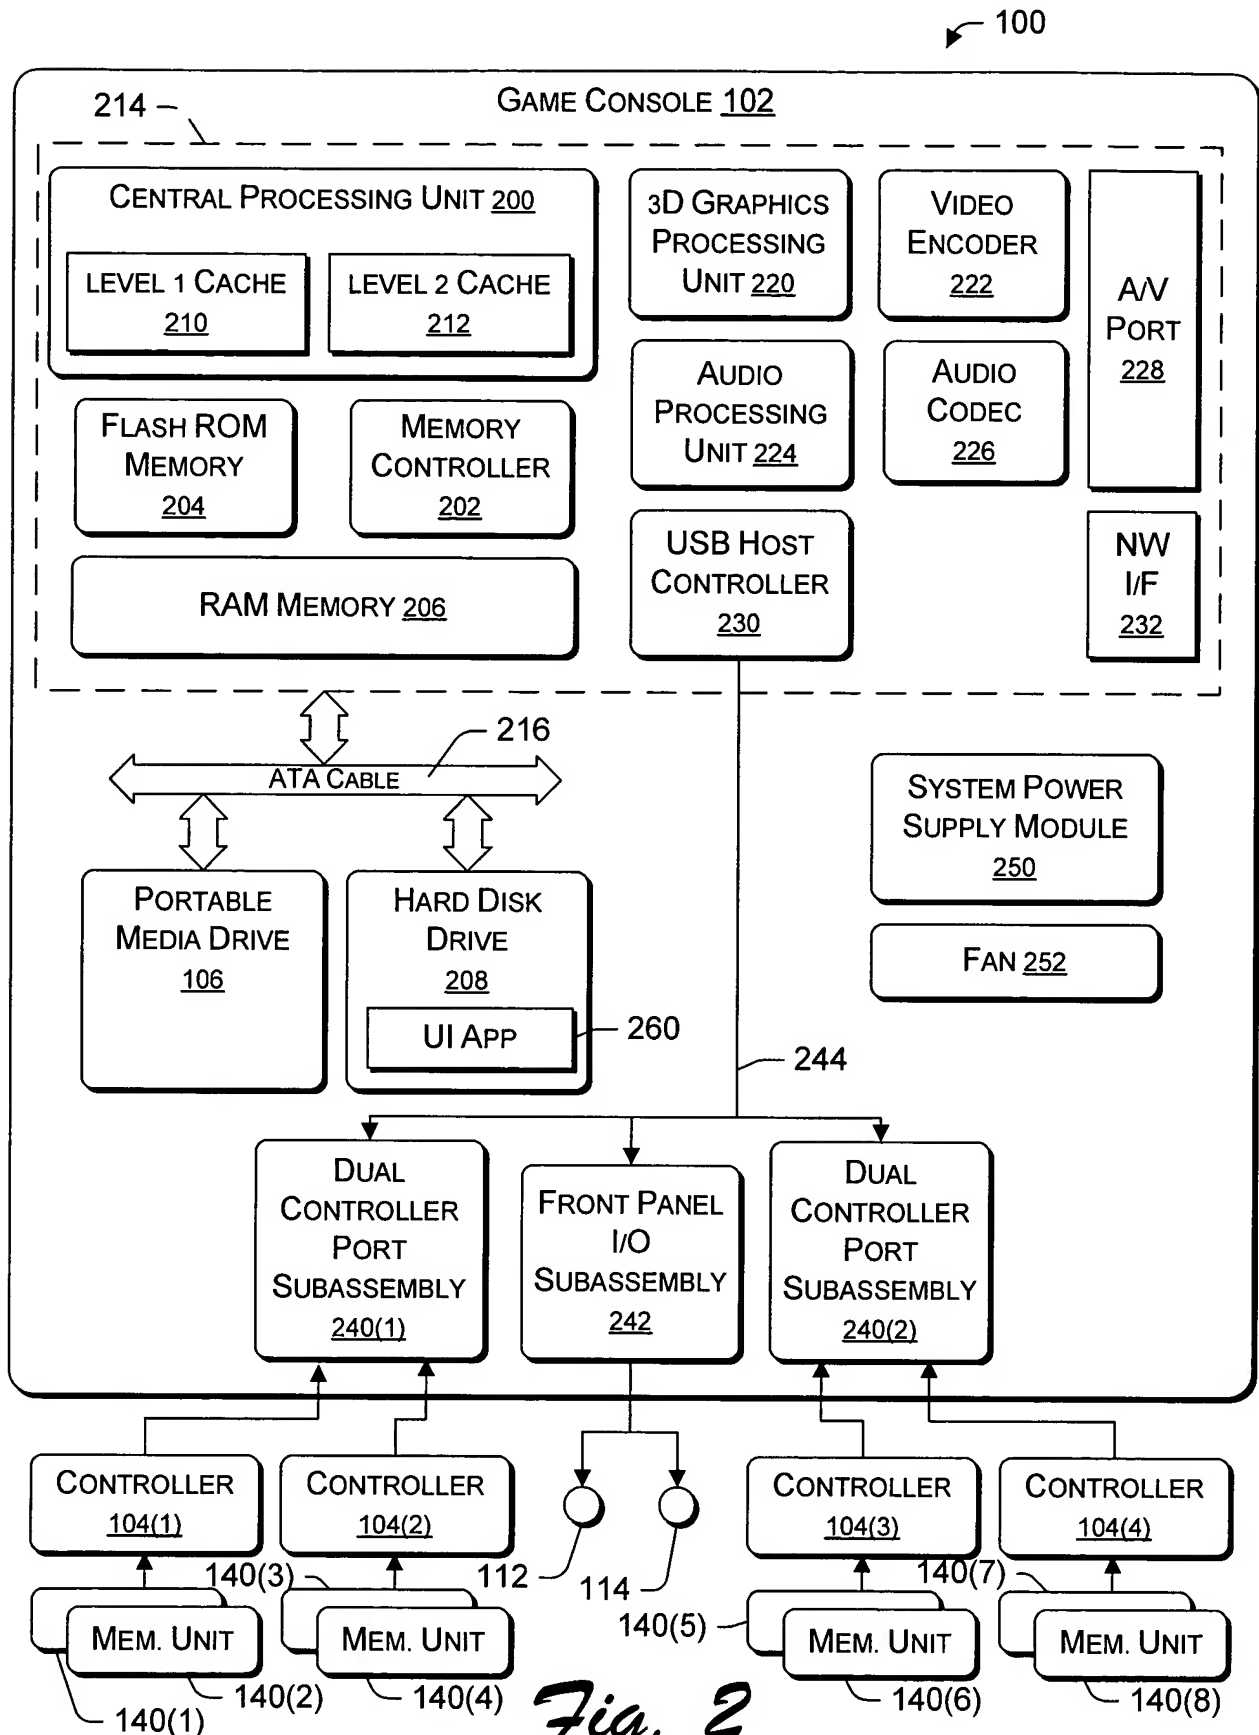 100
GAME CONSOLE 102
214
CENTRAL PROCESSING UNIT 200
LEVEL 1 CACHE
210
LEVEL 2 CACHE
212
3D GRAPHICS
PROCESSING
UNIT 220
VIDEO
ENCODER
222
A/V
PORT
228
AUDIO
PROCESSING
UNIT 224
AUDIO
CODEC
226
FLASH ROM
MEMORY
204
MEMORY
CONTROLLER
202
USB HOST
CONTROLLER
230
NW
I/F
232
RAM MEMORY 206
216
ATA CABLE
SYSTEM POWER
SUPPLY MODULE
250
PORTABLE
MEDIA DRIVE
106
HARD DISK
DRIVE
208
UI APP
260
FAN 252
244
DUAL
CONTROLLER
PORT
SUBASSEMBLY
240(1)
FRONT PANEL
I/O
SUBASSEMBLY
242
DUAL
CONTROLLER
PORT
SUBASSEMBLY
240(2)
CONTROLLER
104(1)
CONTROLLER
104(2)
CONTROLLER
104(3)
CONTROLLER
104(4)
112
114
140(3)
140(5)
140(7)
MEM. UNIT
MEM. UNIT
MEM. UNIT
MEM. UNIT
140(1)
140(2)
140(4)
140(6)
140(8)
Fig. 2